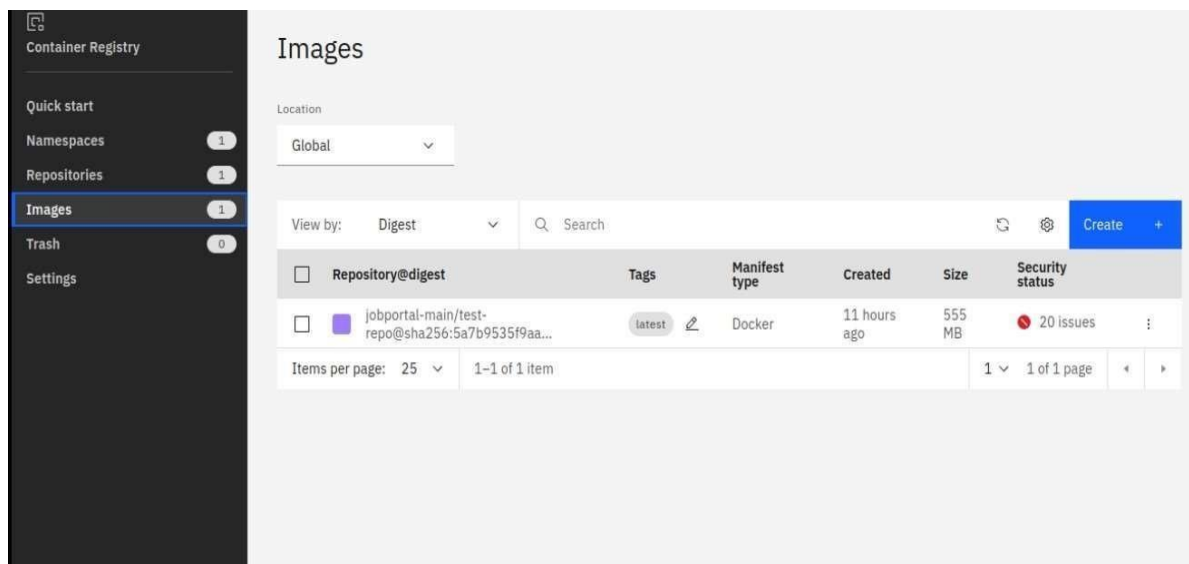 Container Registry
Quick start
Namespaces 1
Repositories 1
Images 1
Trash 0
Settings
Images
Location
Global
View by: Digest Search Create +
Repository@digest Tags Manifest type Created Size Security status
jobportal-main/test-
repo@sha256:5a7b9535f9aa... latest Docker 11 hours ago 555 MB 20 issues
Items per page: 25 1–1 of 1 item 1 1 of 1 page